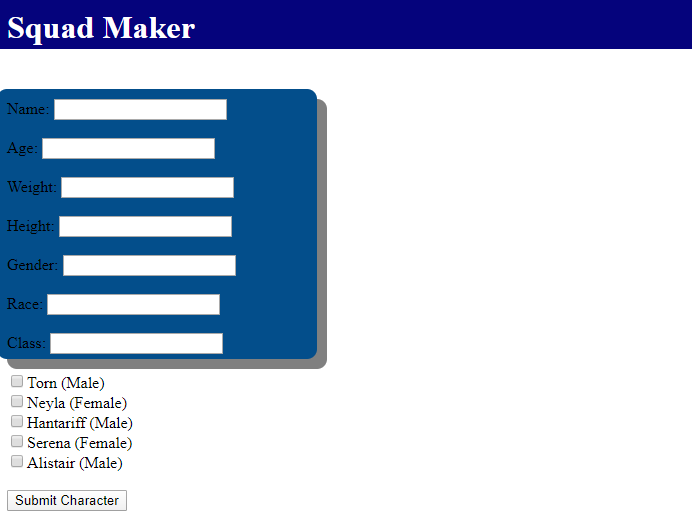 Squad Maker
Name:
Age:
Weight:
Height:
Gender:
Race:
Class:
Torn (Male)
Neyla (Female)
Hantariff (Male)
Serena (Female)
Alistair (Male)
Submit Character